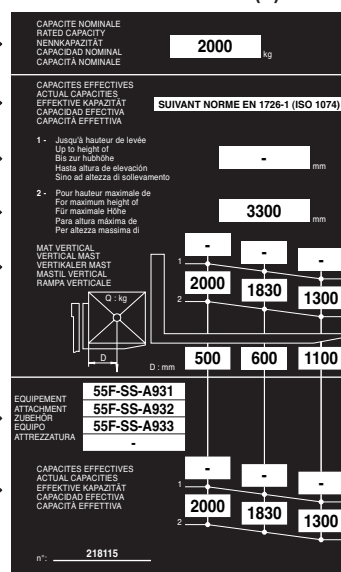 CAPACITE NOMINALE
RATED CAPACITY
NENNKAPAZITÄT
CAPACIDAD NOMINAL
CAPACITÀ NOMINALE
2000 kg
CAPACITES EFFECTIVES
ACTUAL CAPACITIES
EFFEKTIVE KAPAZITÄT
CAPACIDAD EFECTIVA
CAPACITÀ EFFETTIVA
SUIVANT NORME EN 1726-1 (ISO 1074)
1 - Jusqu'à hauteur de levée
Up to height of
Bis zur hubhöhe
Hasta altura de elevación
Sino ad altezza di sollevamento
- mm
2 - Pour hauteur maximale de
For maximum height of
Für maximale Höhe
Para altura máxima de
Per altezza massima di
3300 mm
MAT VERTICAL
VERTICAL MAST
VERTIKALER MAST
MASTIL VERTICAL
RAMPA VERTICALE
1 - - -
2 2000 1830 1300
Q : kg
D
D : mm 500 600 1100
EQUIPEMENT
ATTACHMENT
ZUBEHÖR
EQUIPO
ATTREZZATURA
55F-SS-A931
55F-SS-A932
55F-SS-A933
-
CAPACITES EFFECTIVES
ACTUAL CAPACITIES
EFFEKTIVE KAPAZITÄT
CAPACIDAD EFECTIVA
CAPACITÀ EFFETTIVA
1 - - -
2 2000 1830 1300
n°: 218115